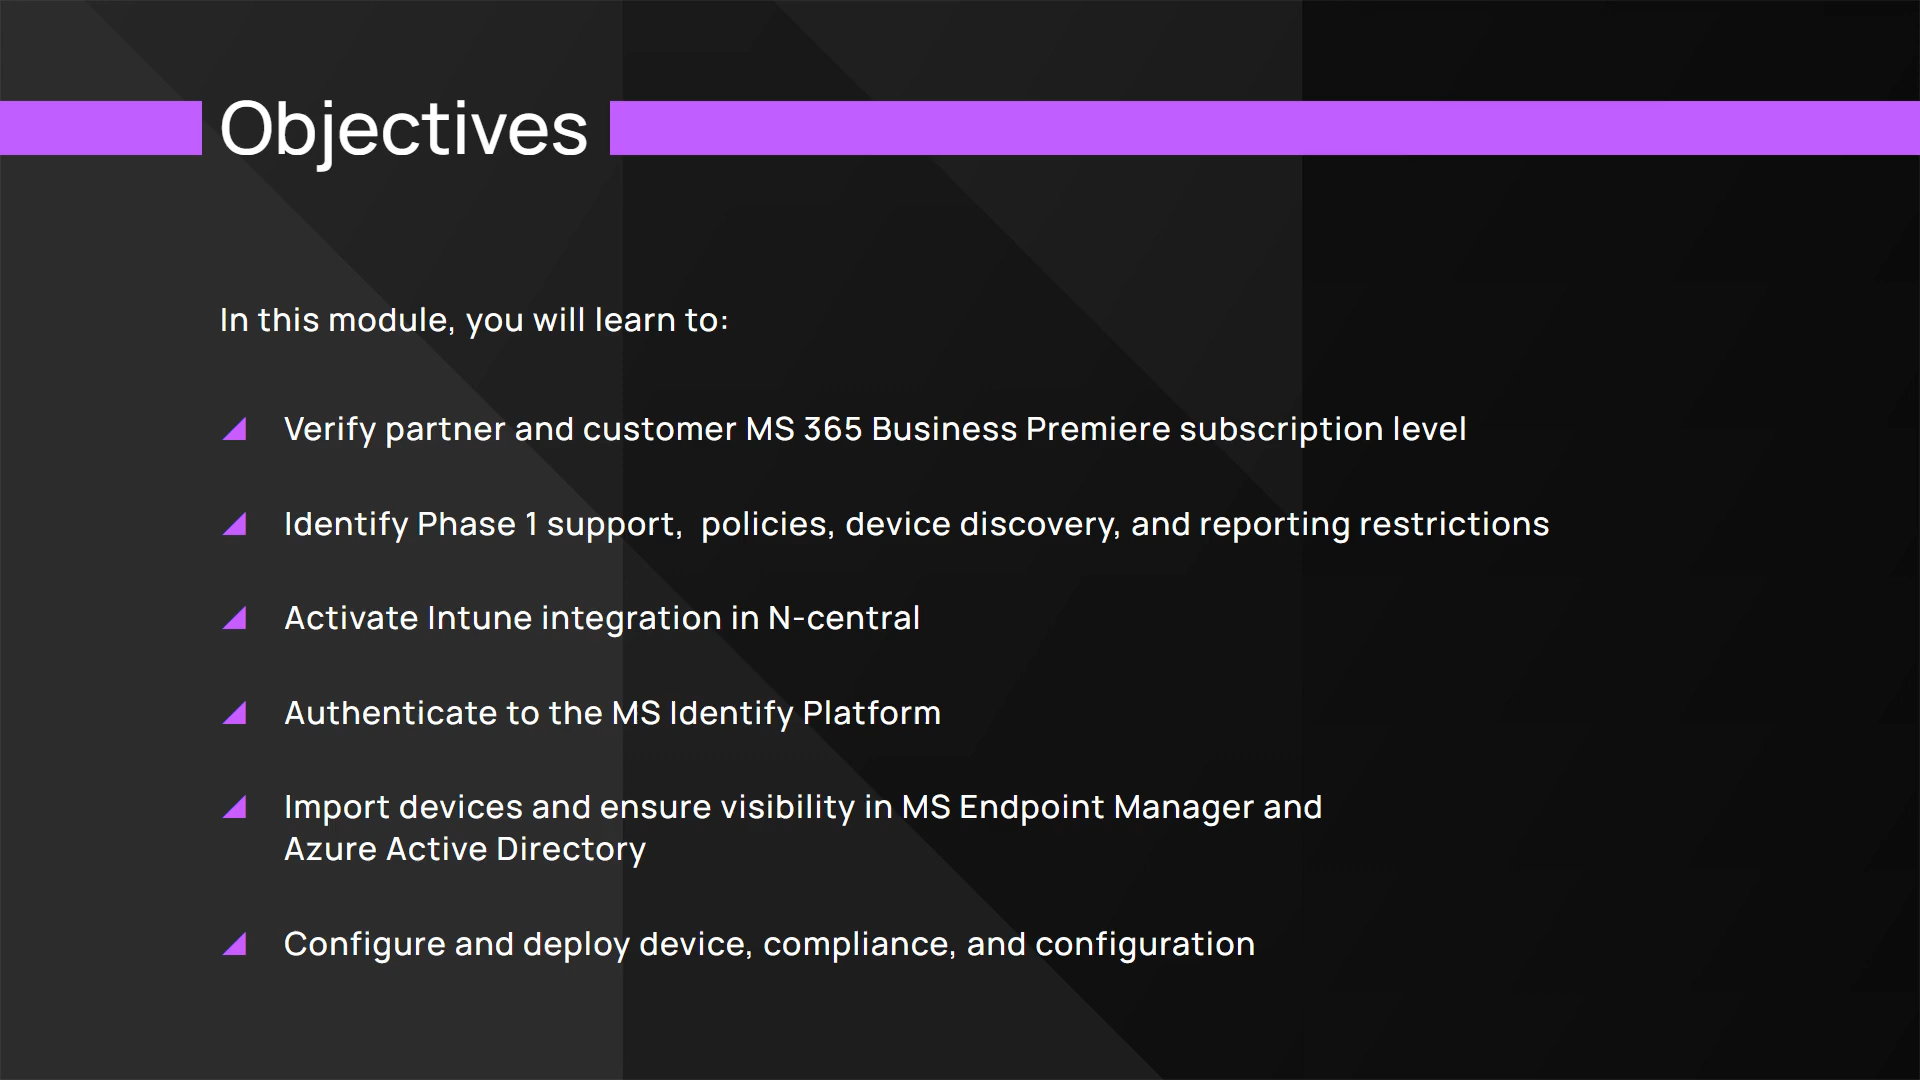 Objectives
In this module, you will learn to:
Verify partner and customer MS 365 Business Premiere subscription level
Identify Phase 1 support,  policies, device discovery, and reporting restrictions
Activate Intune integration in N-central
Authenticate to the MS Identify Platform
Import devices and ensure visibility in MS Endpoint Manager and
Azure Active Directory
Configure and deploy device, compliance, and configuration